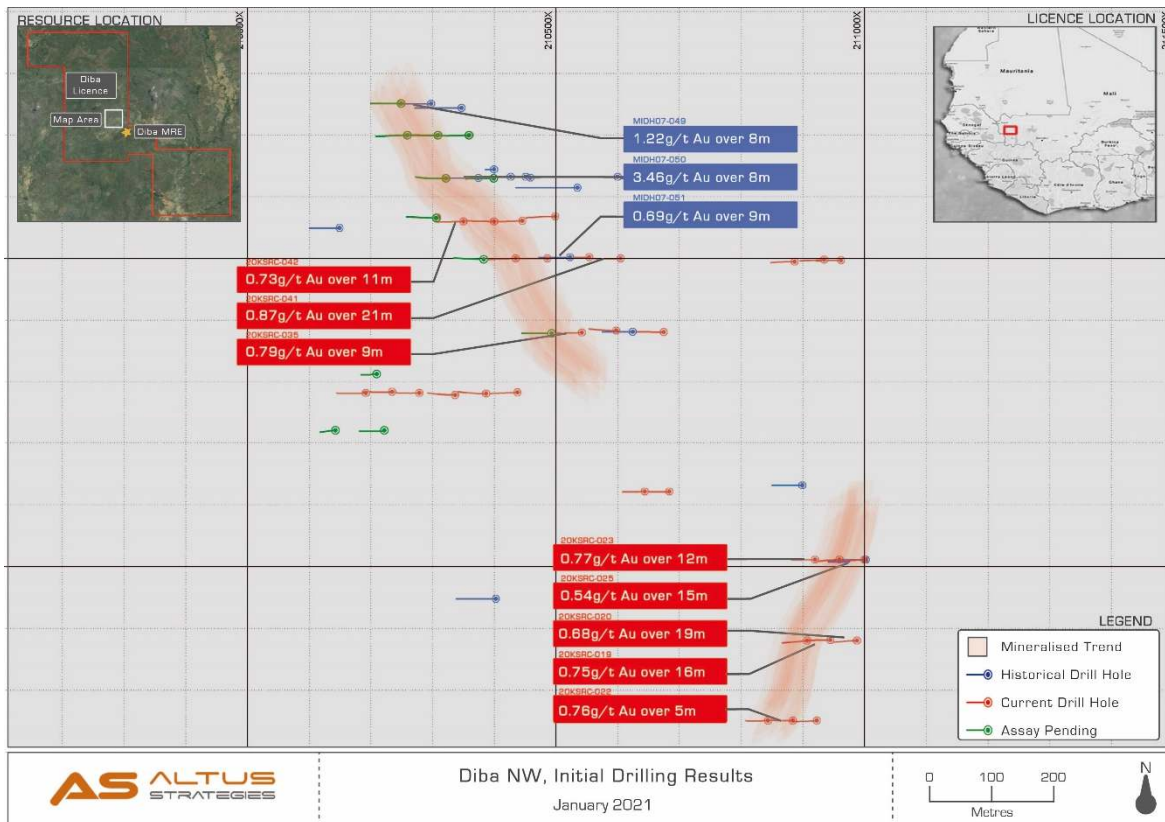 RESOURCE LOCATION
Diba
Licence
Map Area
Diba MRE
210500X
211000X
LICENCE LOCATION
Mauritania
Mali
MIDH07-049
1.22g/t Au over 8m
MIDH07-050
3.46g/t Au over 8m
MIDH07-051
0.69g/t Au over 9m
20KSRC-042
0.73g/t Au over 11m
20KSRC-041
0.87g/t Au over 21m
20KSRC-035
0.79g/t Au over 9m
20KSRC-023
0.77g/t Au over 12m
20KSRC-025
0.54g/t Au over 15m
20KSRC-020
0.68g/t Au over 19m
20KSRC-019
0.75g/t Au over 16m
20KSRC-022
0.76g/t Au over 5m
LEGEND
Mineralised Trend
Historical Drill Hole
Current Drill Hole
Assay Pending
AS ALTUS
STRATEGIES
Diba NW, Initial Drilling Results
January 2021
0 100 200
Metres
N